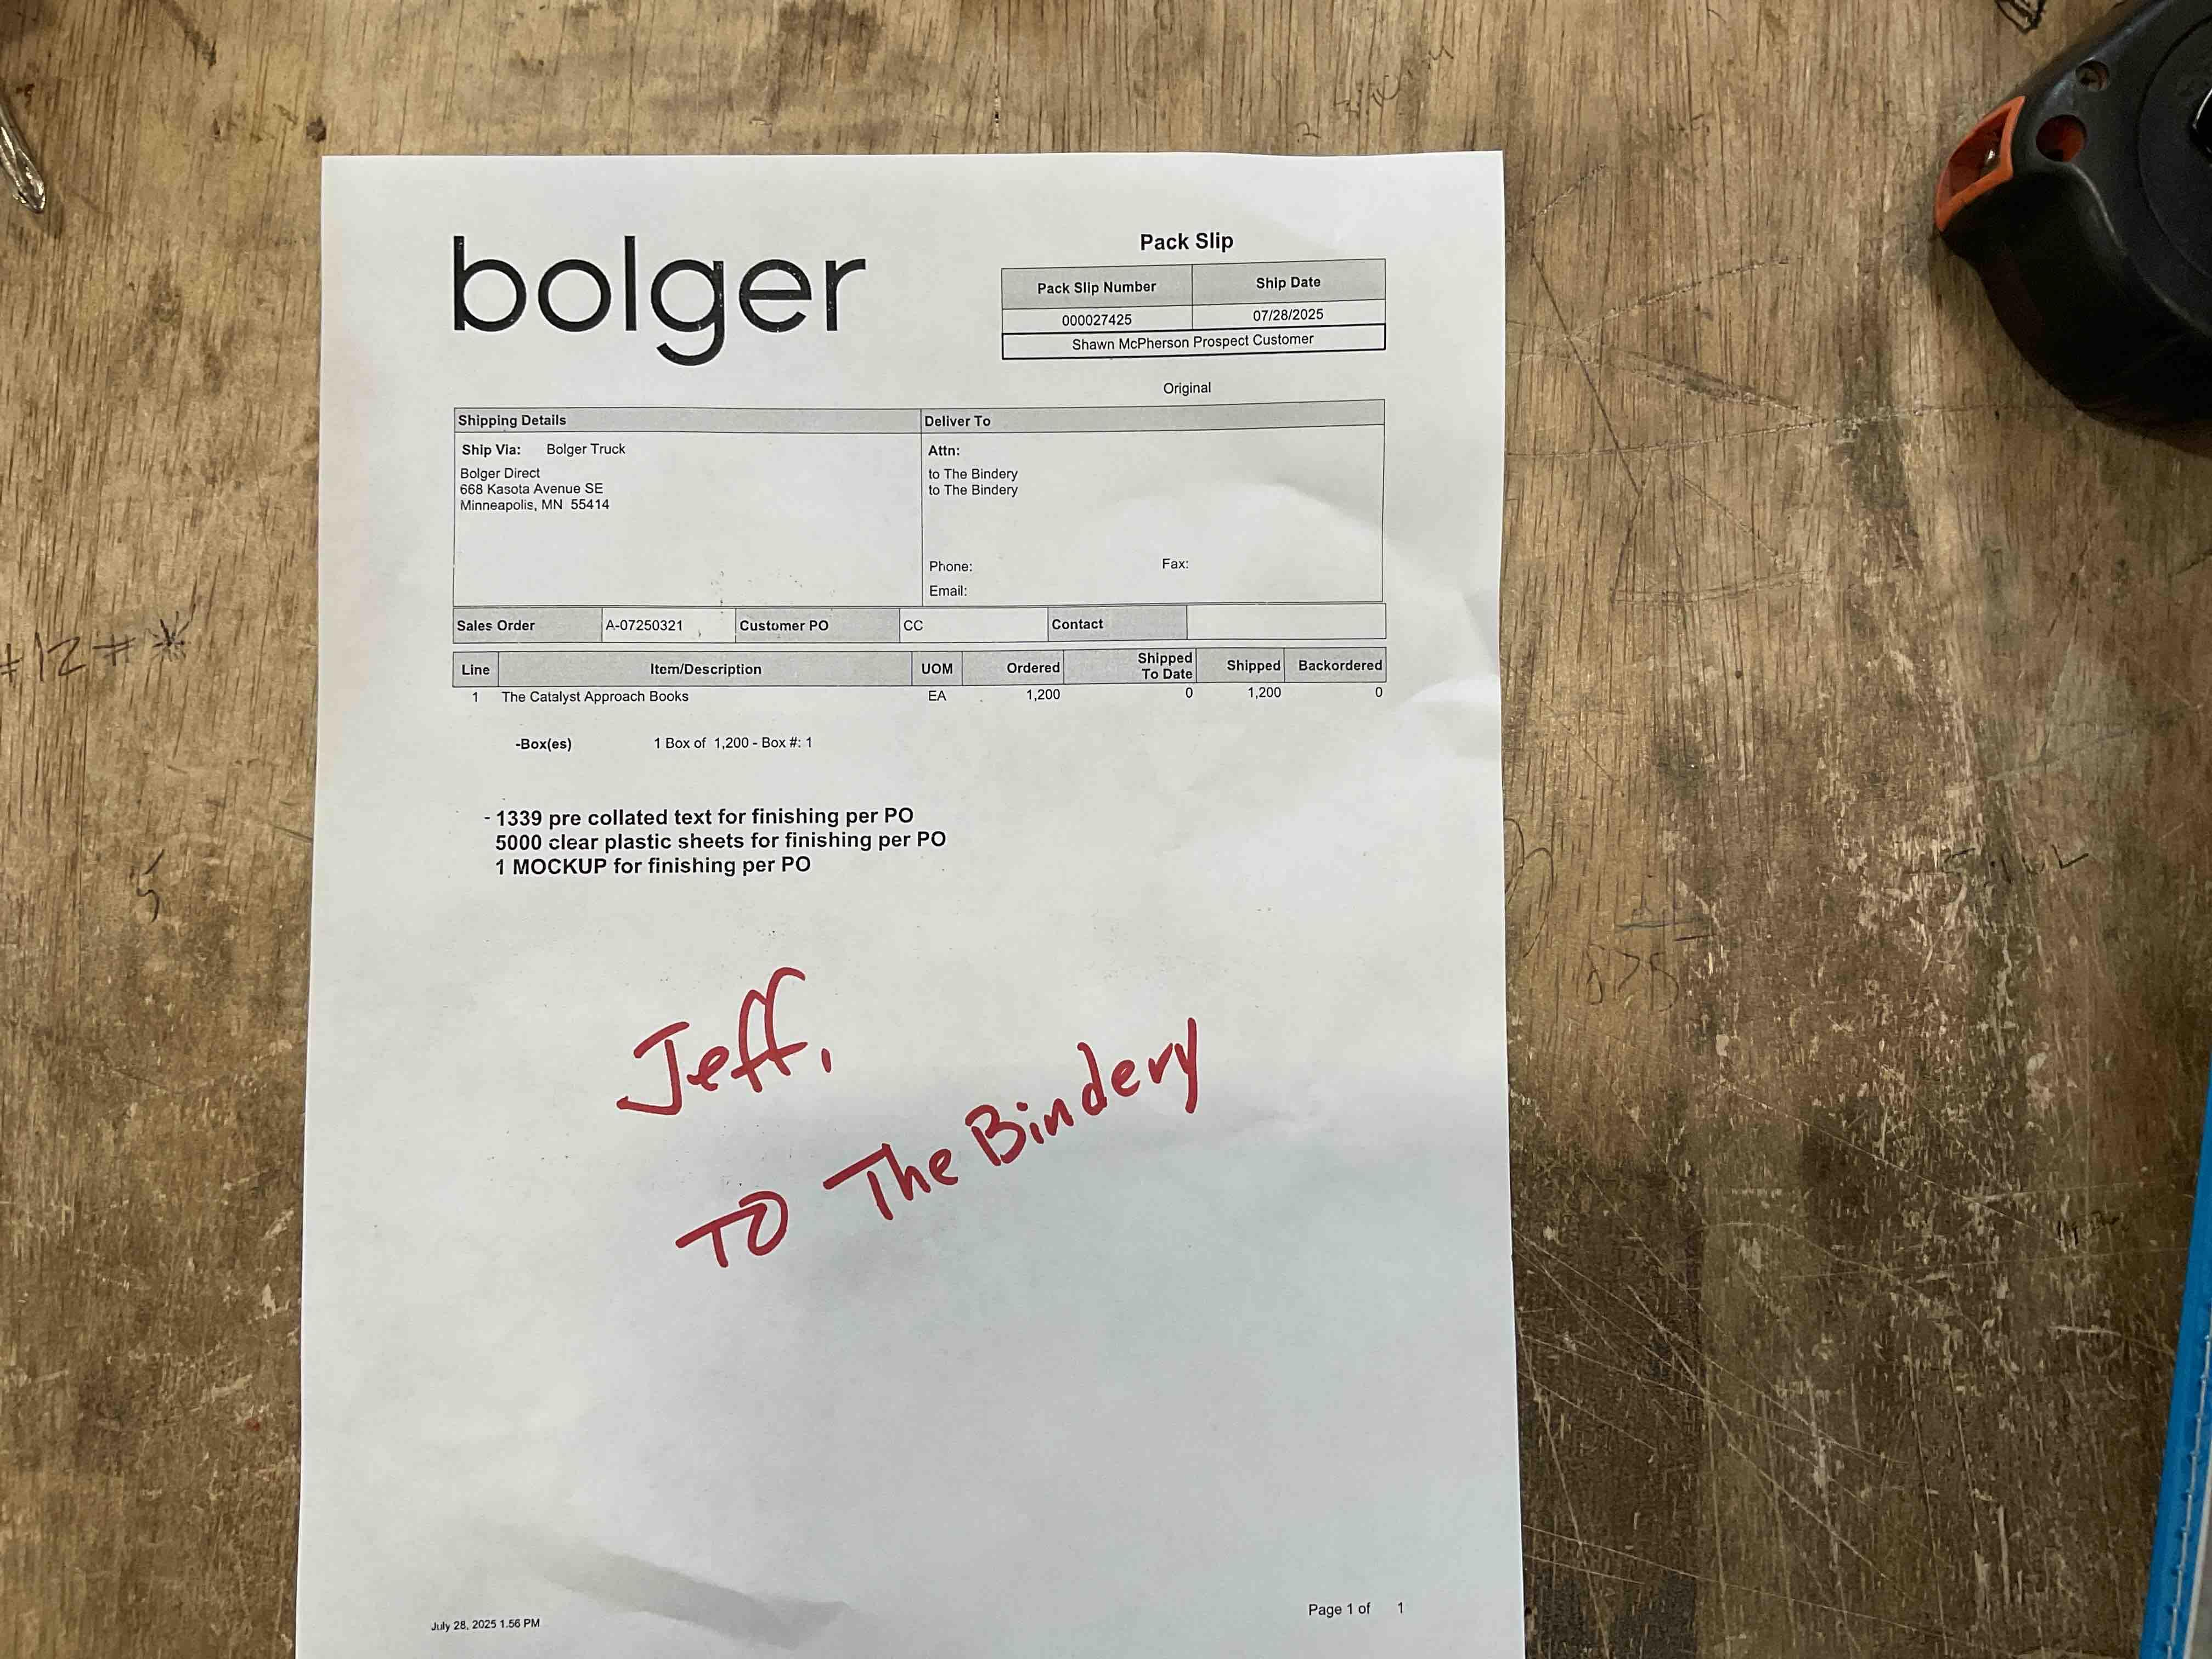 bolger
Pack Slip
Pack Slip Number Ship Date
000027425 07/28/2025
Shawn McPherson Prospect Customer
Original
Shipping Details Deliver To
Ship Via: Bolger Truck Attn:
Bolger Direct to The Bindery
668 Kasota Avenue SE to The Bindery
Minneapolis, MN 55414
Phone: Fax:
Email:
Sales Order A-07250321 Customer PO CC Contact
Line Item/Description UOM Ordered Shipped To Date Shipped Backordered
1 The Catalyst Approach Books EA 1,200 0 1,200 0
-Box(es) 1 Box of 1,200 - Box #: 1
- 1339 pre collated text for finishing per PO
5000 clear plastic sheets for finishing per PO
1 MOCKUP for finishing per PO
Jeff,
TO The Bindery
July 28, 2025 1.56 PM Page 1 of 1
#12#*
5